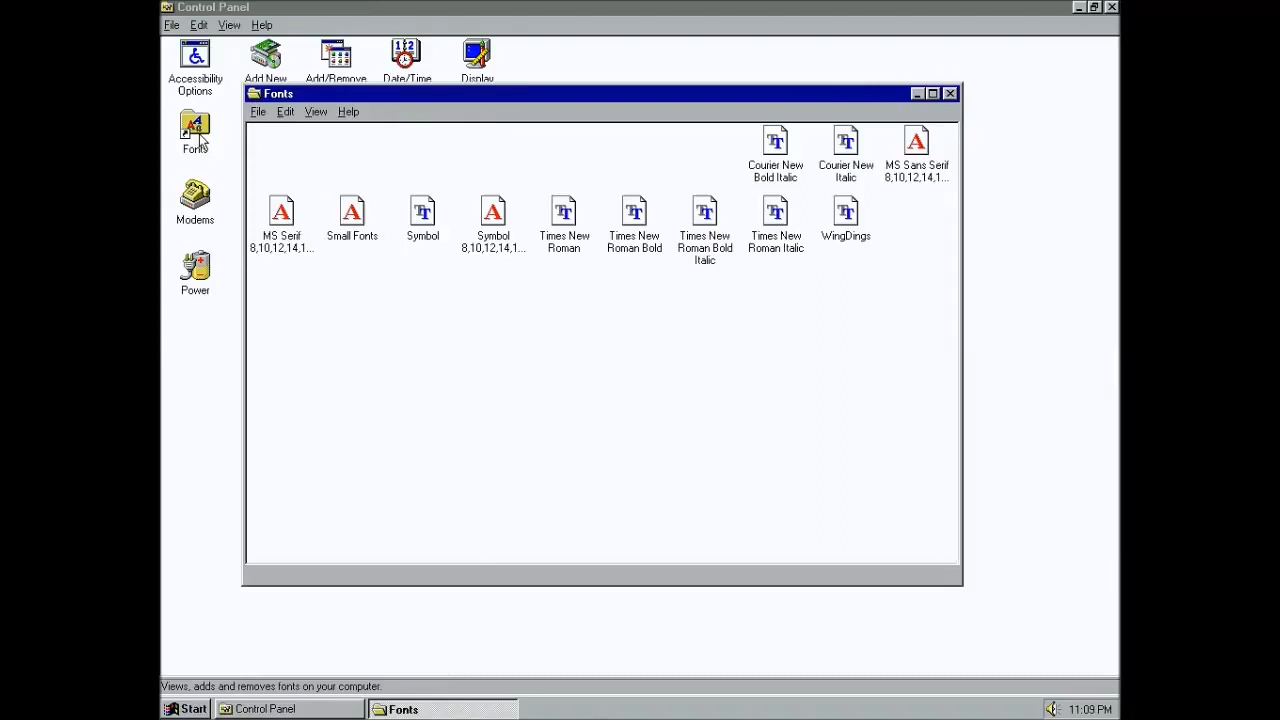 Control Panel
File Edit View Help
Accessibility Options
Add New
Add/Remove
Date/Time
Display
Fonts
Modems
Power
Fonts
File Edit View Help
Courier New Bold Italic
Courier New Italic
MS Sans Serif 8,10,12,14,1...
MS Serif 8,10,12,14,1...
Small Fonts
Symbol
Symbol 8,10,12,14,1...
Times New Roman
Times New Roman Bold
Times New Roman Bold Italic
Times New Roman Italic
WingDings
Views, adds and removes fonts on your computer.
Start Control Panel Fonts 11:09 PM